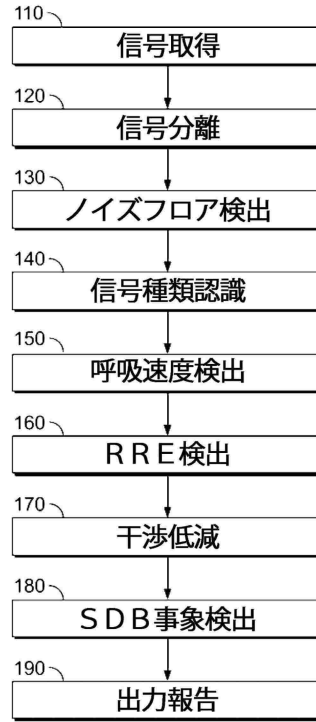 110
信号取得
120
信号分離
130
ノイズフロア検出
140
信号種類認識
150
呼吸速度検出
160
ＲＲＥ検出
170
干渉低減
180
ＳＤＢ事象検出
190
出力報告